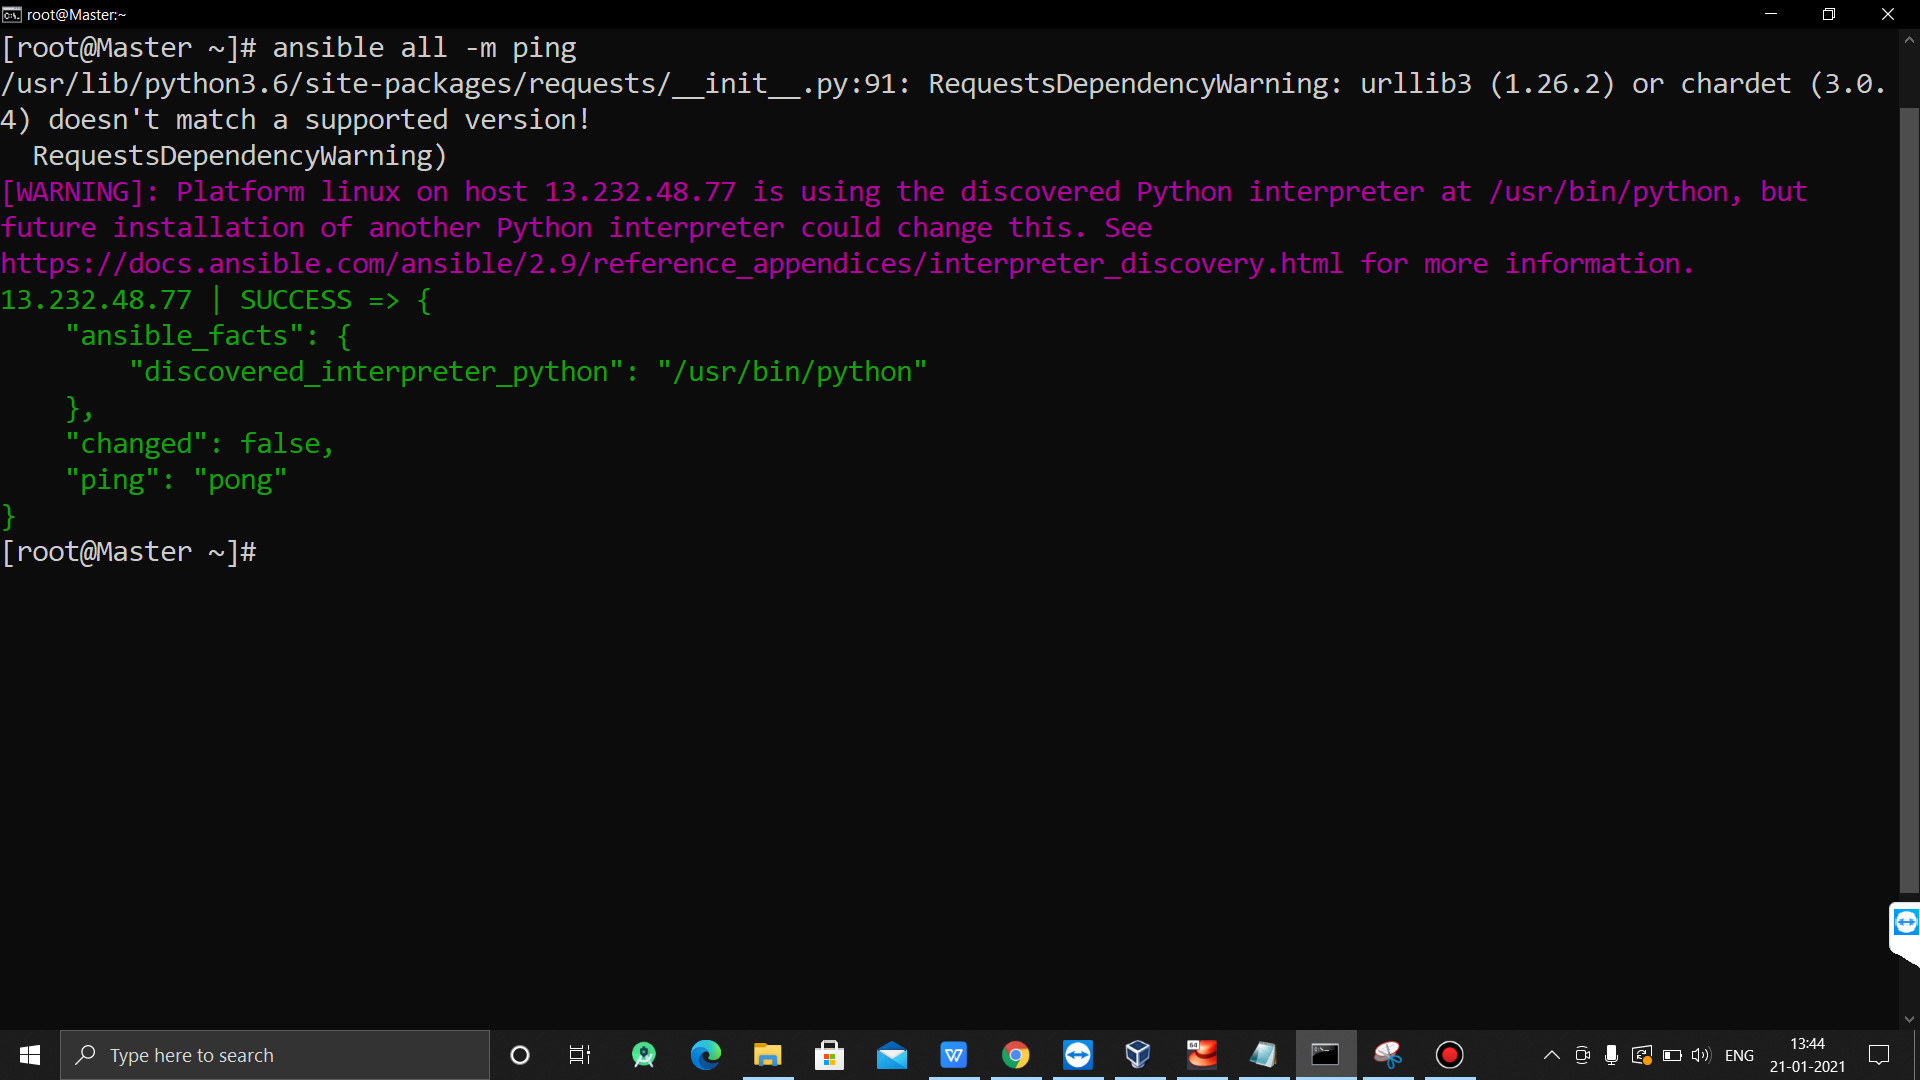 root@Master:~
[root@Master ~]# ansible all -m ping
/usr/lib/python3.6/site-packages/requests/__init__.py:91: RequestsDependencyWarning: urllib3 (1.26.2) or chardet (3.0.
4) doesn't match a supported version!
  RequestsDependencyWarning)
[WARNING]: Platform linux on host 13.232.48.77 is using the discovered Python interpreter at /usr/bin/python, but
future installation of another Python interpreter could change this. See
https://docs.ansible.com/ansible/2.9/reference_appendices/interpreter_discovery.html for more information.
13.232.48.77 | SUCCESS => {
    "ansible_facts": {
        "discovered_interpreter_python": "/usr/bin/python"
    },
    "changed": false,
    "ping": "pong"
}
[root@Master ~]#
Type here to search
W
64
ENG
13:44
21-01-2021